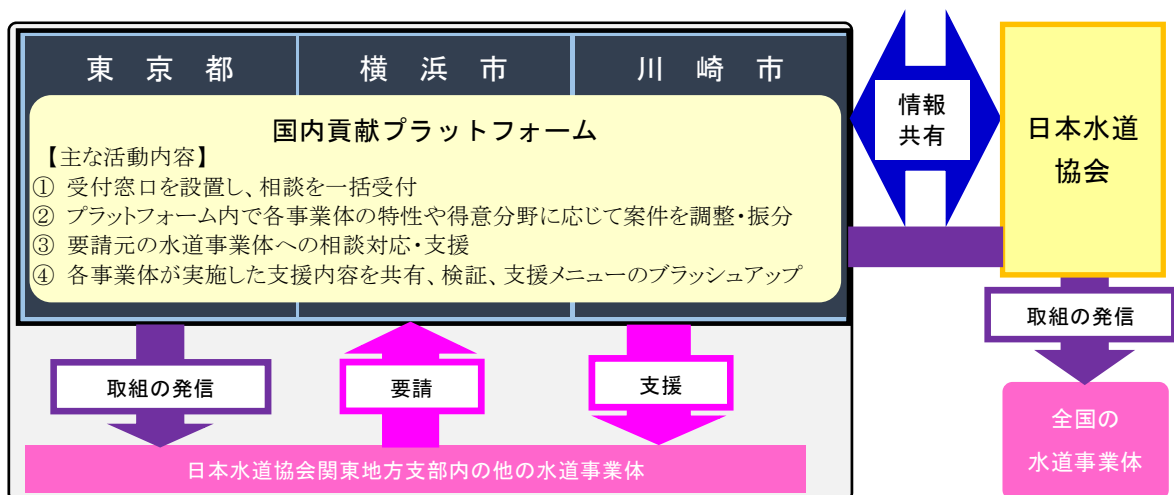 東京都
横浜市
川崎市
国内貢献プラットフォーム
【主な活動内容】
① 受付窓口を設置し、相談を一括受付
② プラットフォーム内で各事業体の特性や得意分野に応じて案件を調整・振分
③ 要請元の水道事業体への相談対応・支援
④ 各事業体が実施した支援内容を共有、検証、支援メニューのブラッシュアップ
情報
共有
日本水道
協会
取組の発信
要請
支援
取組の発信
日本水道協会関東地方支部内の他の水道事業体
全国の
水道事業体